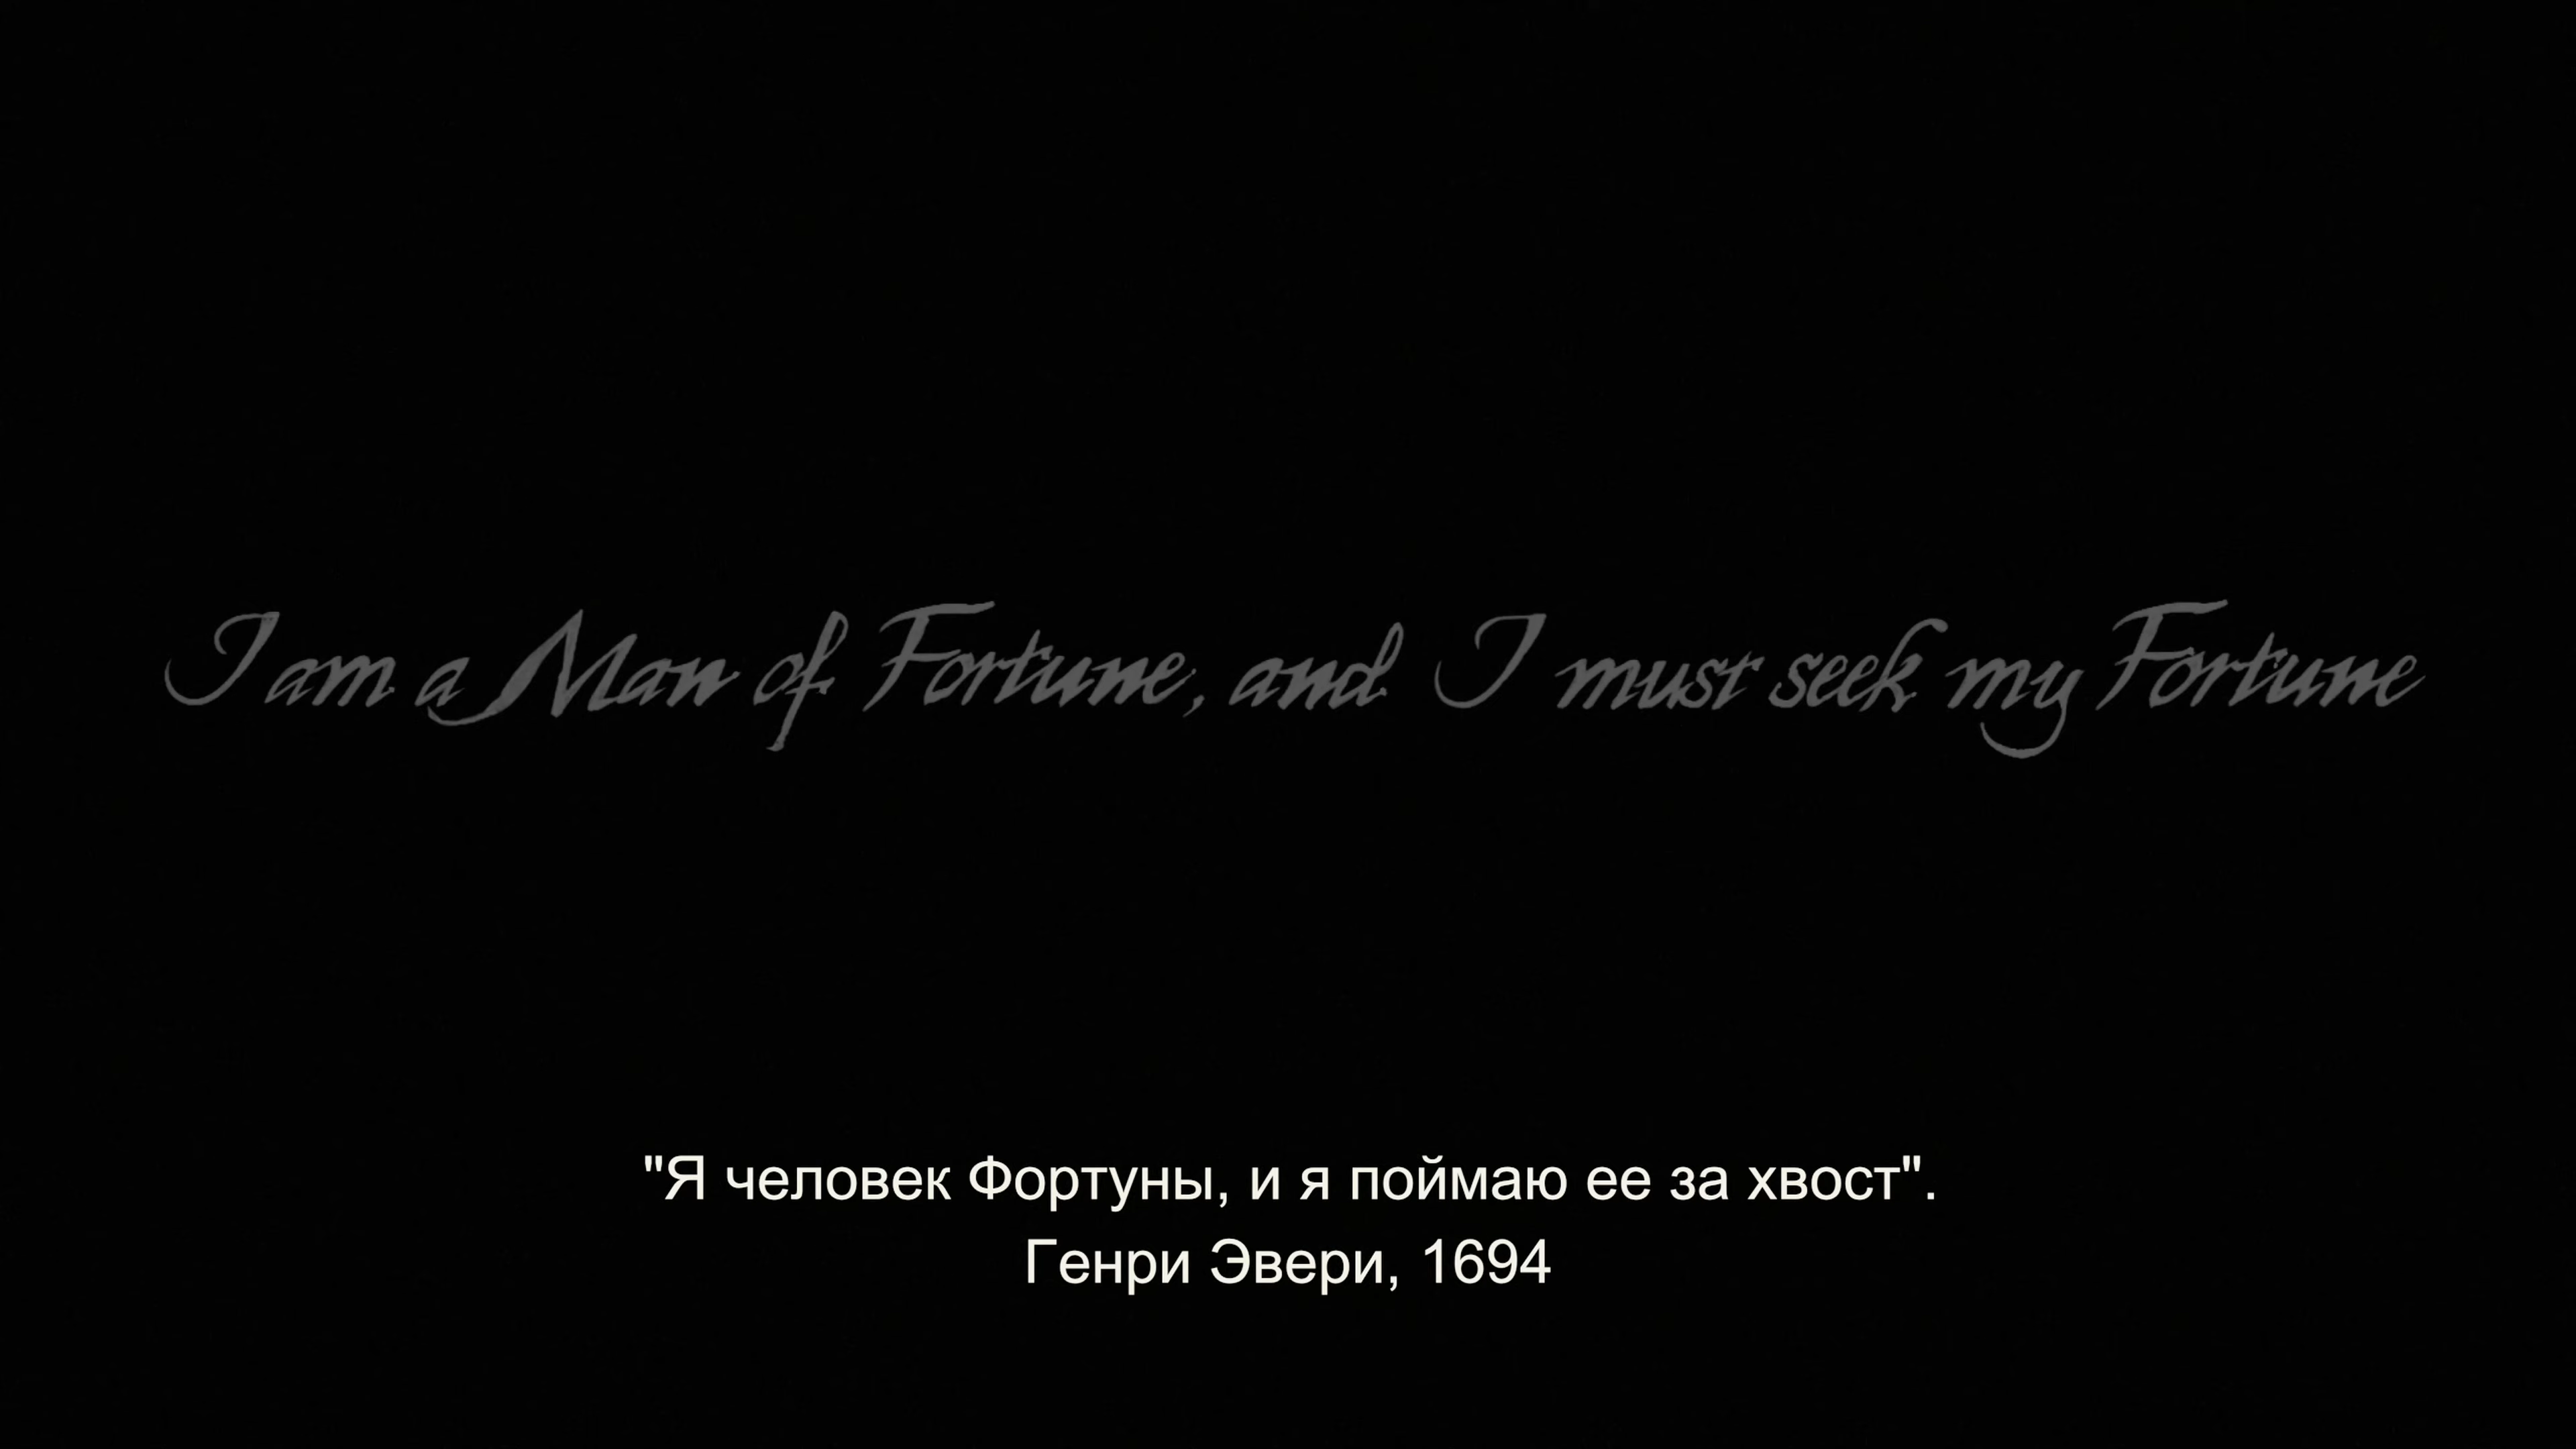 I am a Man of Fortune, and I must seek my Fortune
"Я человек Фортуны, и я поймаю ее за хвост".
Генри Эвери, 1694